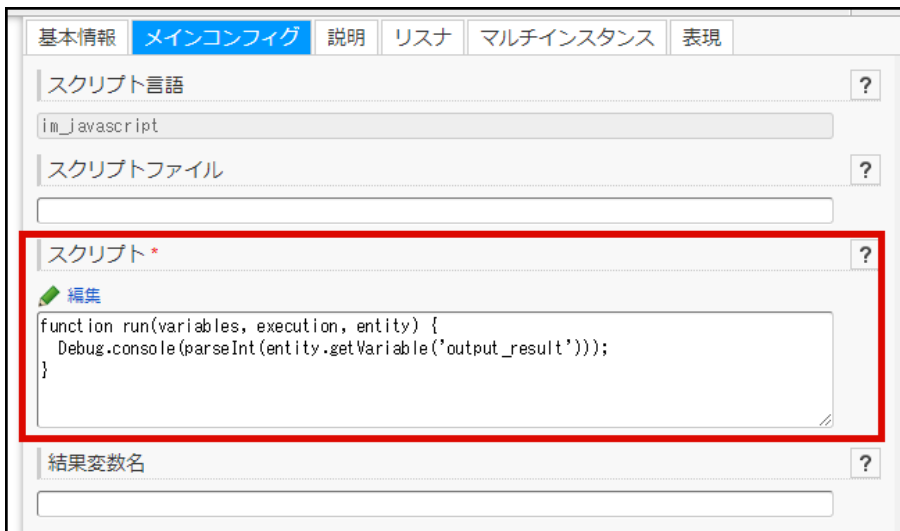 基本情報 メインコンフィグ 説明 リスナ マルチインスタンス 表現
スクリプト言語 ?
im_javascript
スクリプトファイル ?
スクリプト * ?
編集
function run(variables, execution, entity) {
  Debug.console(parseInt(entity.getVariable('output_result')));
}
結果変数名 ?